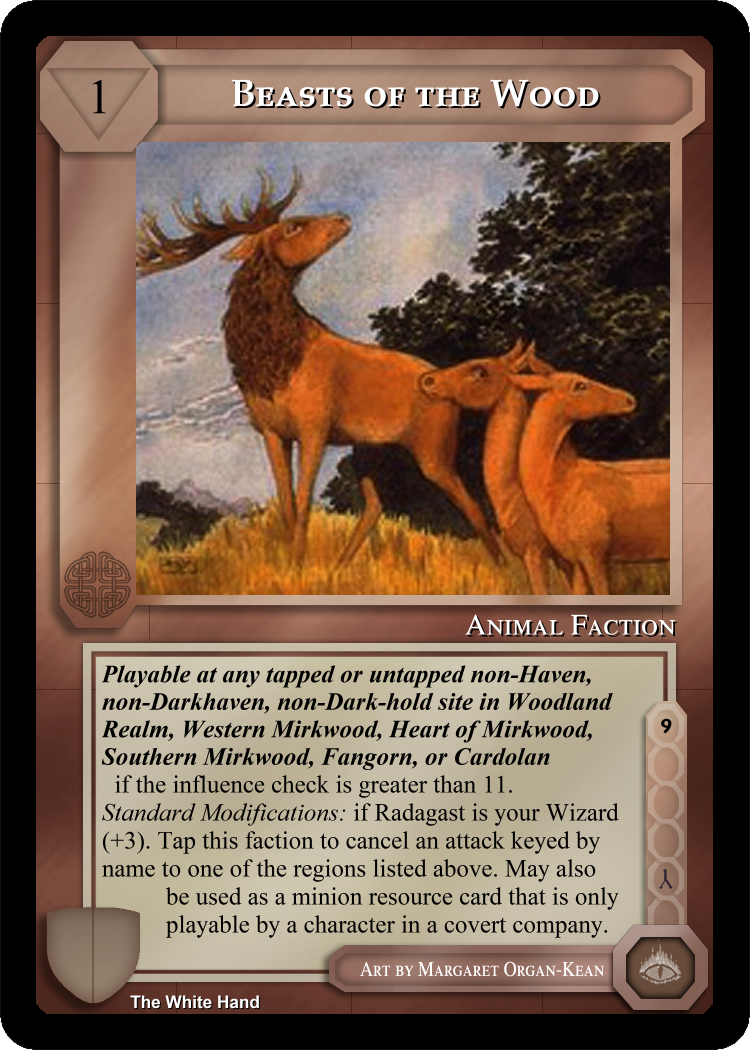 1
Beasts of the Wood
Animal Faction
Playable at any tapped or untapped non-Haven,
non-Darkhaven, non-Dark-hold site in Woodland
Realm, Western Mirkwood, Heart of Mirkwood,
Southern Mirkwood, Fangorn, or Cardolan
if the influence check is greater than 11.
Standard Modifications: if Radagast is your Wizard
(+3). Tap this faction to cancel an attack keyed by
name to one of the regions listed above. May also
be used as a minion resource card that is only
playable by a character in a covert company.
9
Art by Margaret Organ-Kean
The White Hand